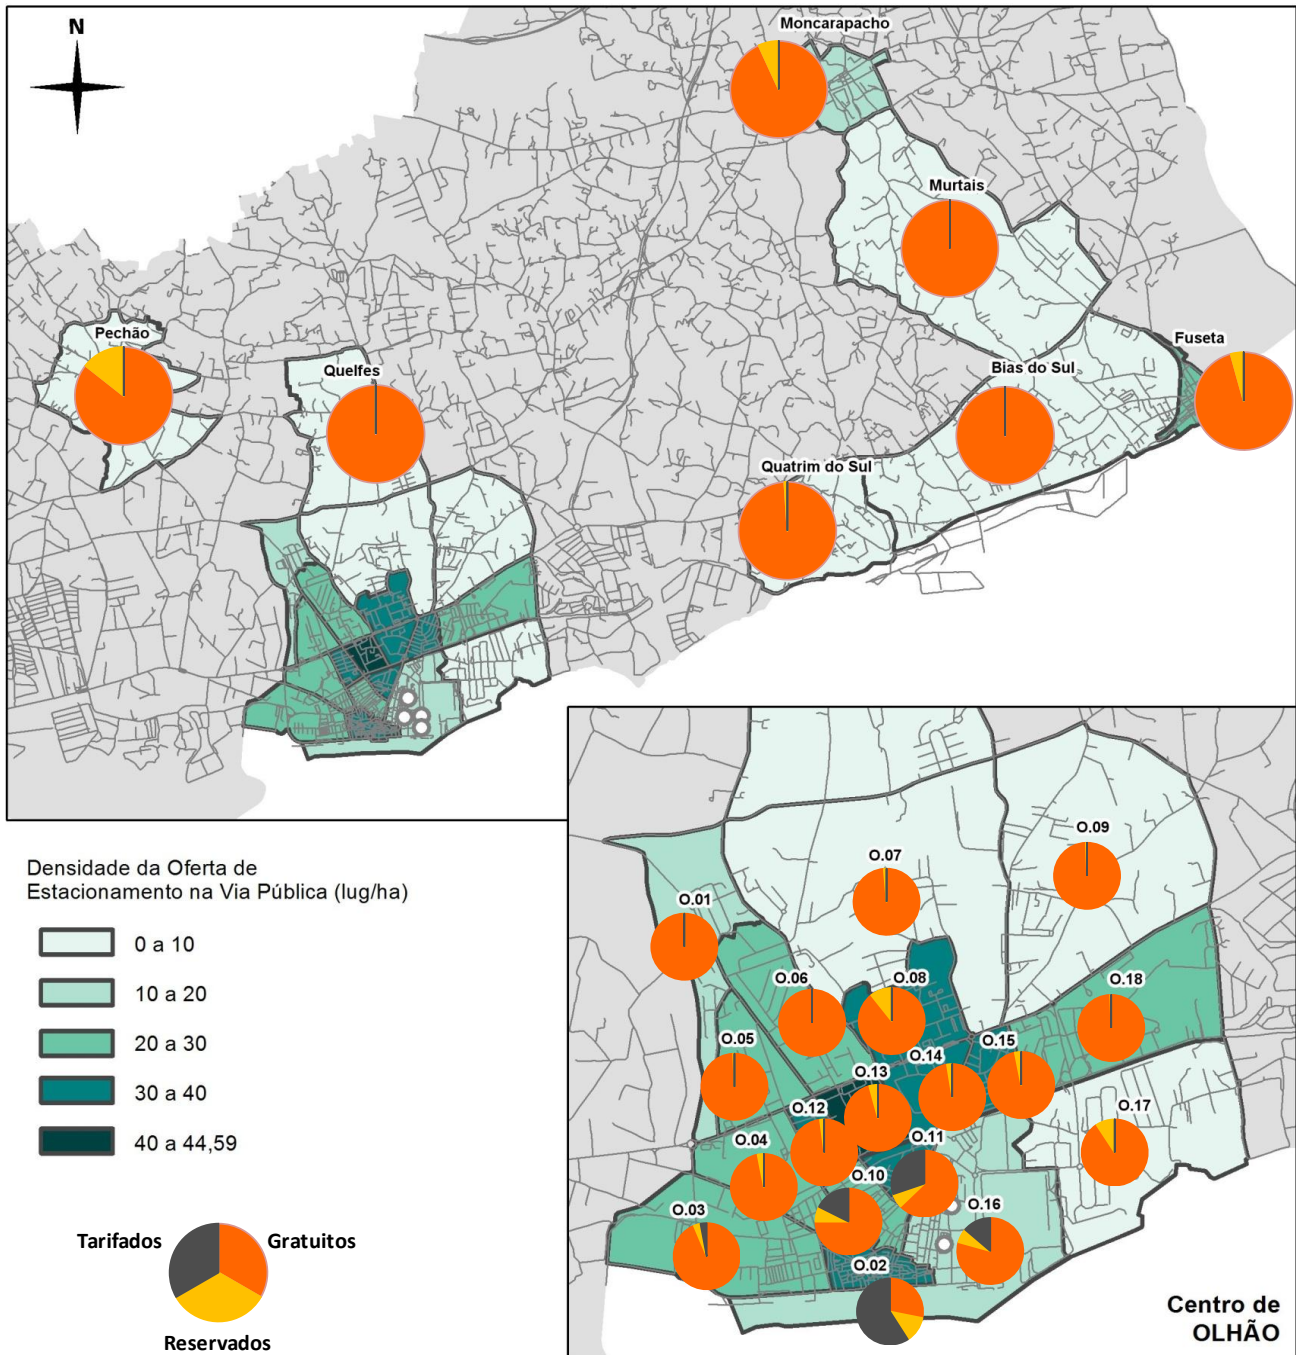 N
Moncarapacho
Murtais
Pechão
Quelfes
Fuseta
Bias do Sul
Quatrim do Sul
Densidade da Oferta de
Estacionamento na Via Pública (lug/ha)
0 a 10
10 a 20
20 a 30
30 a 40
40 a 44,59
Tarifados
Gratuitos
Reservados
O.09
O.07
O.01
O.06
O.08
O.18
O.05
O.14
O.15
O.13
O.12
O.17
O.04
O.11
O.10
O.03
O.16
O.02
Centro de
OLHÃO